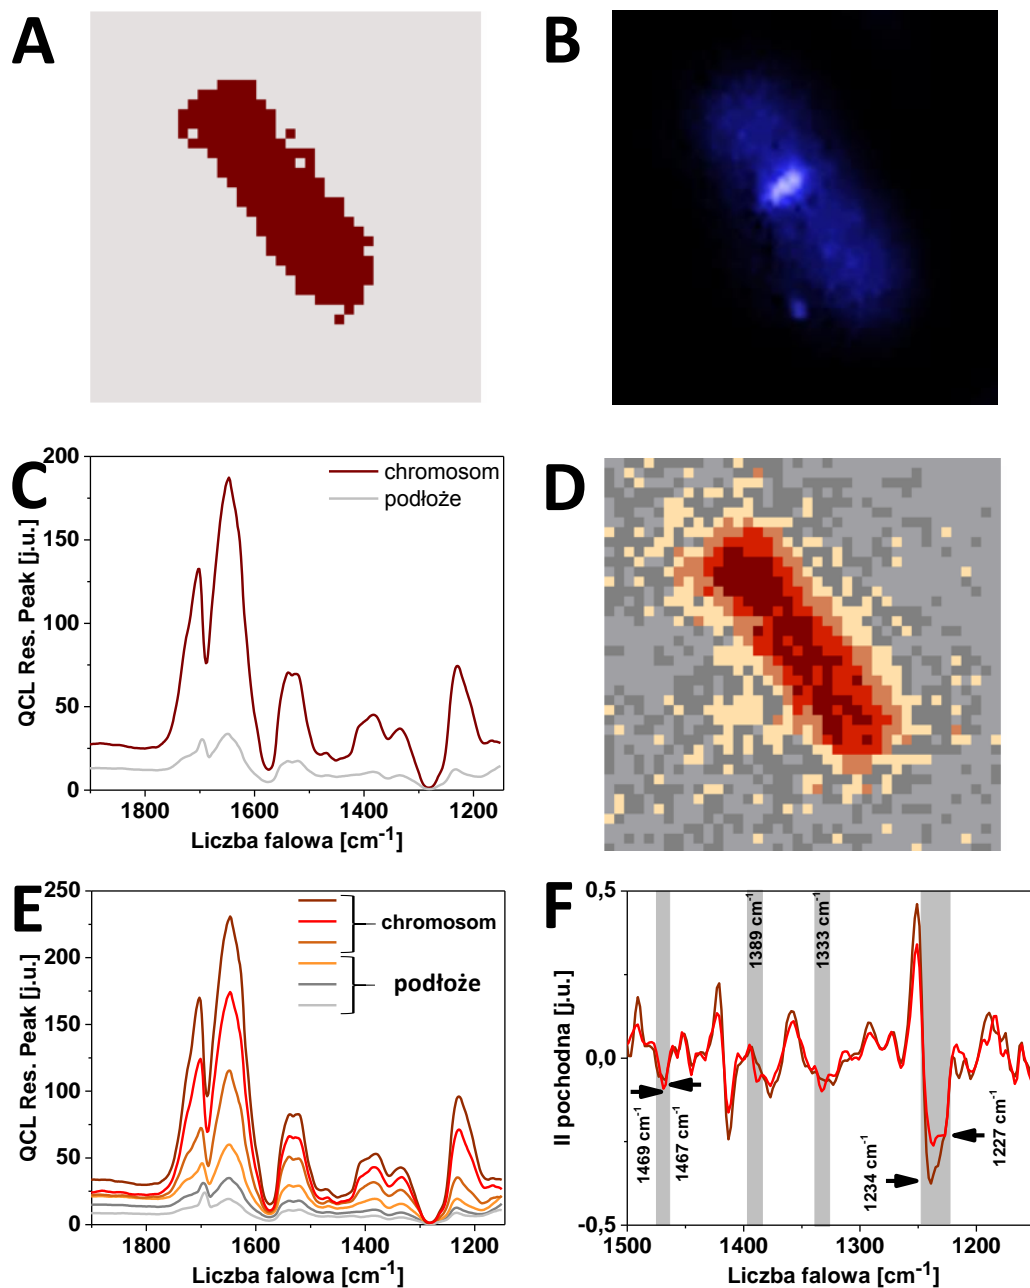 A
B
C
200
150
100
50
0
QCL Res. Peak [j.u.]
chromosom
podłoże
1800
1600
1400
1200
Liczba falowa [cm-1]
D
E
250
200
150
100
50
0
QCL Res. Peak [j.u.]
chromosom
podłoże
1800
1600
1400
1200
Liczba falowa [cm-1]
F
0,5
0,0
-0,5
II pochodna [j.u.]
1389 cm-1
1333 cm-1
1469 cm-1
1467 cm-1
1234 cm-1
1227 cm-1
1500
1400
1300
1200
Liczba falowa [cm-1]